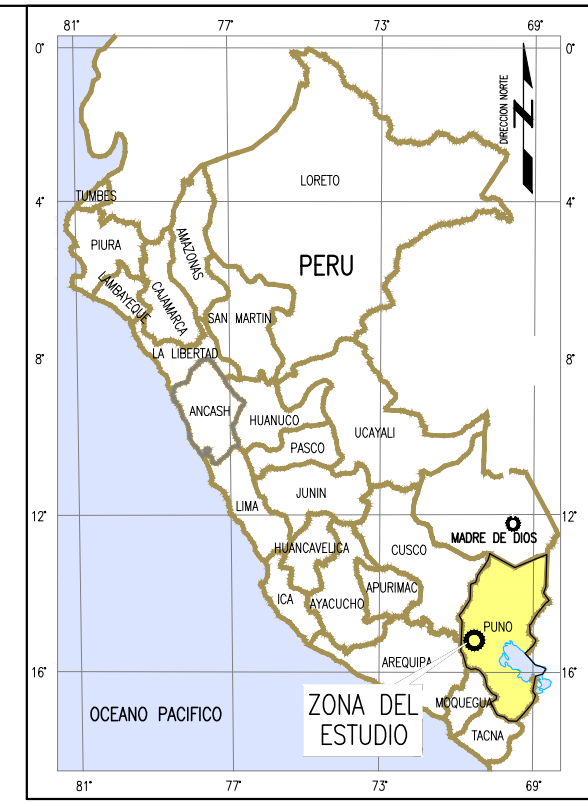 81° 77° 73° 69°
0° 0°
DIRECCION NORTE
N
LORETO
TUMBES
4° 4°
PIURA
AMAZONAS
PERU
LAMBAYEQUE
CAJAMARCA
SAN MARTIN
8° 8°
LA LIBERTAD
ANCASH
HUANUCO
UCAYALI
PASCO
JUNIN
LIMA
12° 12°
MADRE DE DIOS
HUANCAVELICA
CUSCO
APURIMAC
ICA
AYACUCHO
PUNO
AREQUIPA
16° 16°
MOQUEGUA
OCEANO PACIFICO
ZONA DEL
ESTUDIO
TACNA
81° 77° 73° 69°